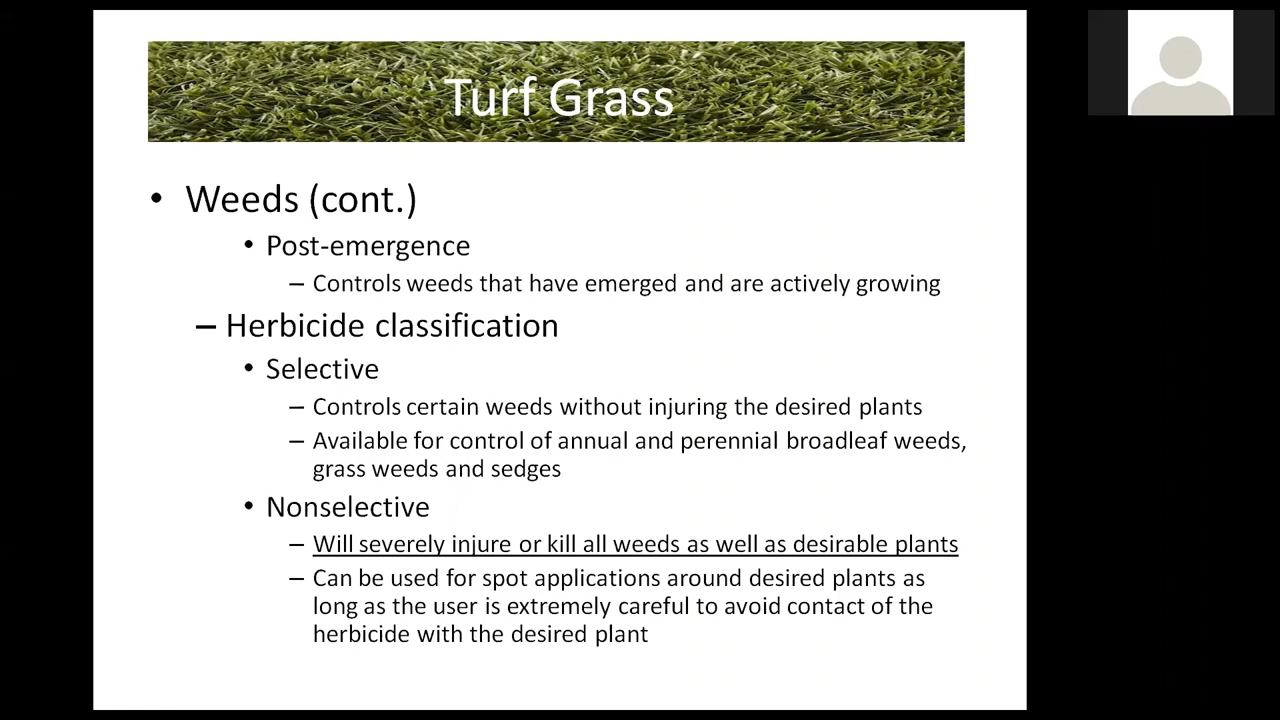 Turf Grass
• Weeds (cont.)
• Post-emergence
– Controls weeds that have emerged and are actively growing
– Herbicide classification
• Selective
– Controls certain weeds without injuring the desired plants
– Available for control of annual and perennial broadleaf weeds,
grass weeds and sedges
• Nonselective
– Will severely injure or kill all weeds as well as desirable plants
– Can be used for spot applications around desired plants as
long as the user is extremely careful to avoid contact of the
herbicide with the desired plant